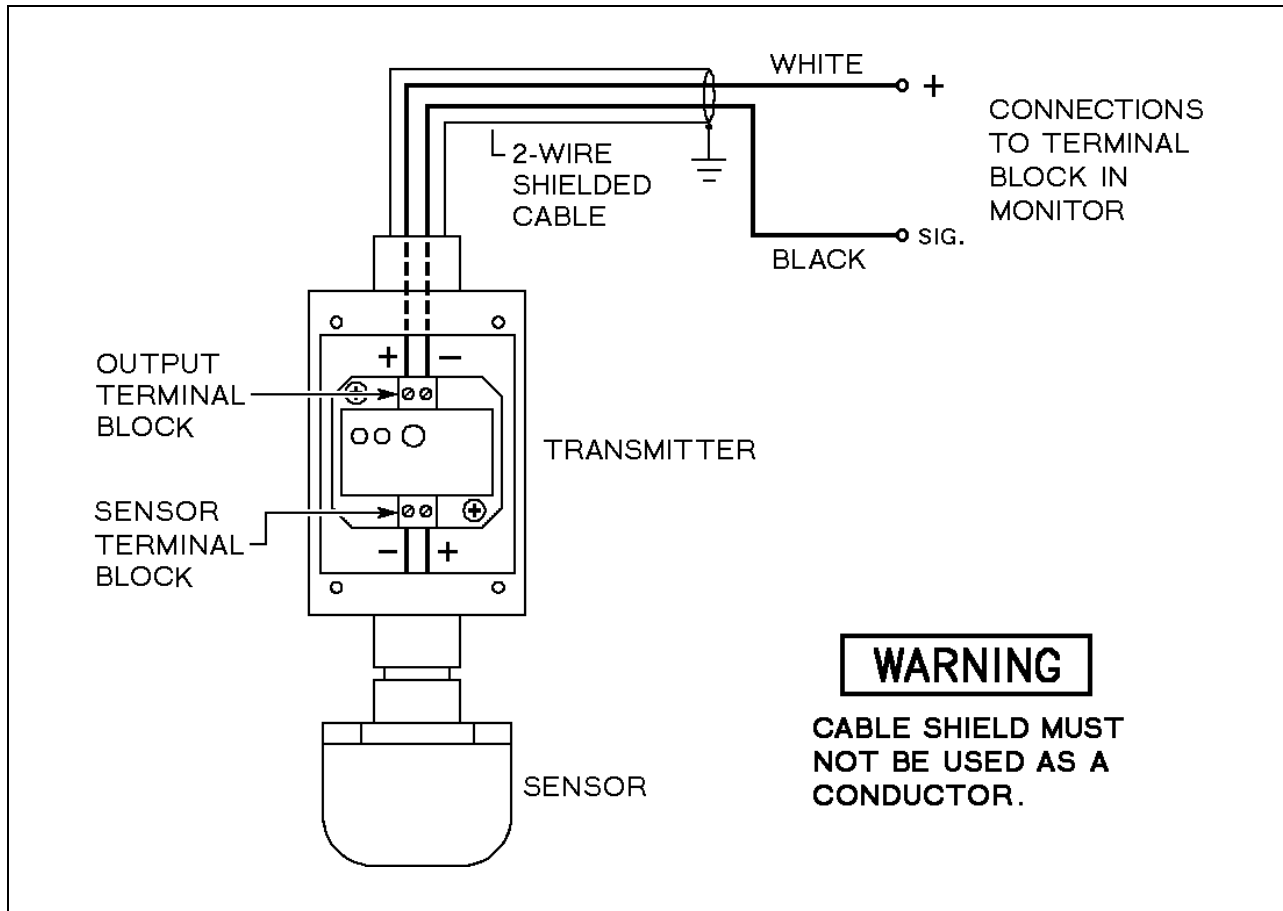 WHITE
+
CONNECTIONS
TO TERMINAL
BLOCK IN
MONITOR
2-WIRE
SHIELDED
CABLE
SIG.
BLACK
+ −
OUTPUT
TERMINAL
BLOCK
TRANSMITTER
SENSOR
TERMINAL
BLOCK
− +
SENSOR
WARNING
CABLE SHIELD MUST
NOT BE USED AS A
CONDUCTOR.